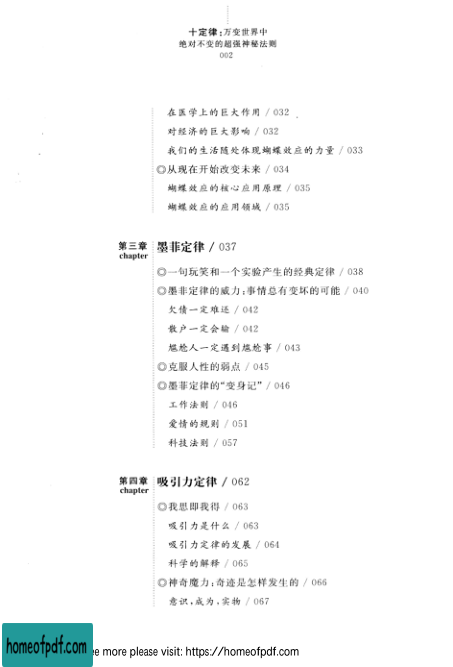 十定律：万变世界中
绝对不变的超强神秘法则
002
在医学上的巨大作用 / 032
对经济的巨大影响 / 032
我们的生活随处体现蝴蝶效应的力量 / 033
◎从现在开始改变未来 / 034
蝴蝶效应的核心应用原理 / 035
蝴蝶效应的应用领域 / 035
第三章 墨菲定律 / 037
chapter
◎一句玩笑和一个实验产生的经典定律 / 038
◎墨菲定律的威力：事情总有变坏的可能 / 040
欠债一定难还 / 042
散户一定会输 / 042
尴尬人一定遇到尴尬事 / 043
◎克服人性的弱点 / 045
◎墨菲定律的“变身记” / 046
工作法则 / 046
爱情的规则 / 051
科技法则 / 057
第四章 吸引力定律 / 062
chapter
◎我思即我得 / 063
吸引力是什么 / 063
吸引力定律的发展 / 064
科学的解释 / 065
◎神奇魔力：奇迹是怎样发生的 / 066
意识，成为，实物 / 067
homeofpdf.com
ee more please visit: https://homeofpdf.com